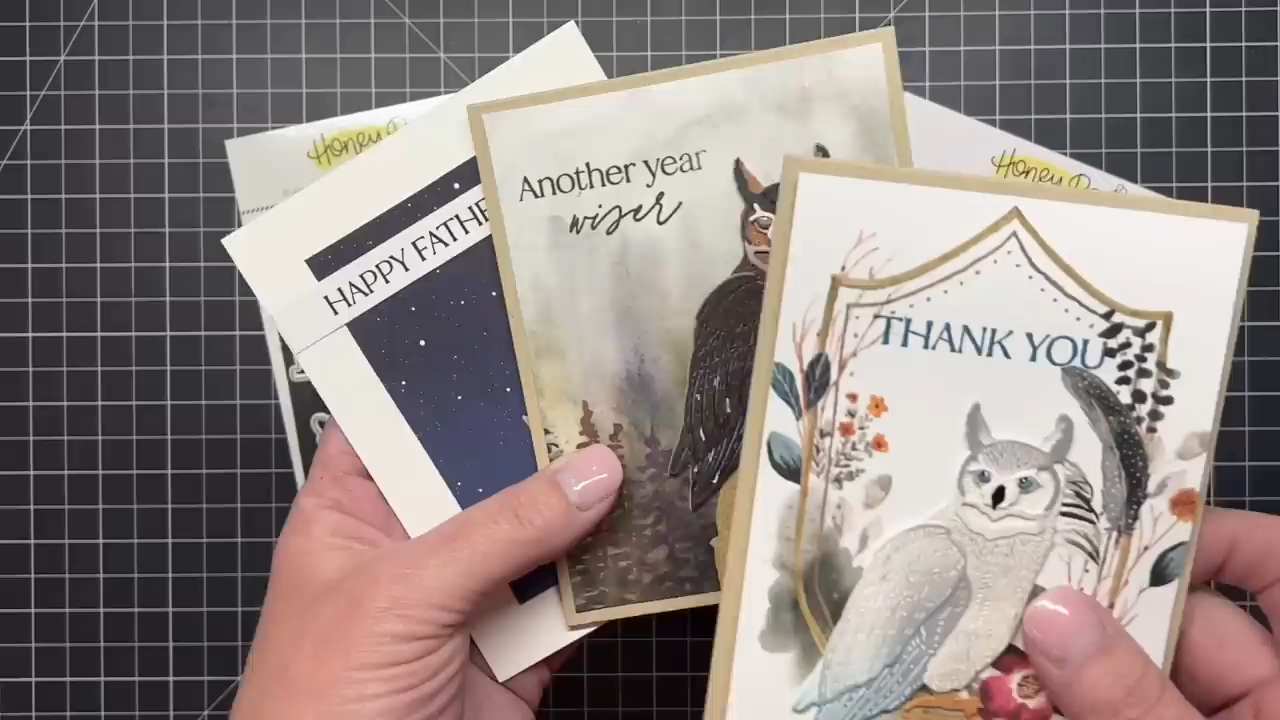 Honey
HAPPY FATHE
Another year
wiser
Honey
THANK YOU